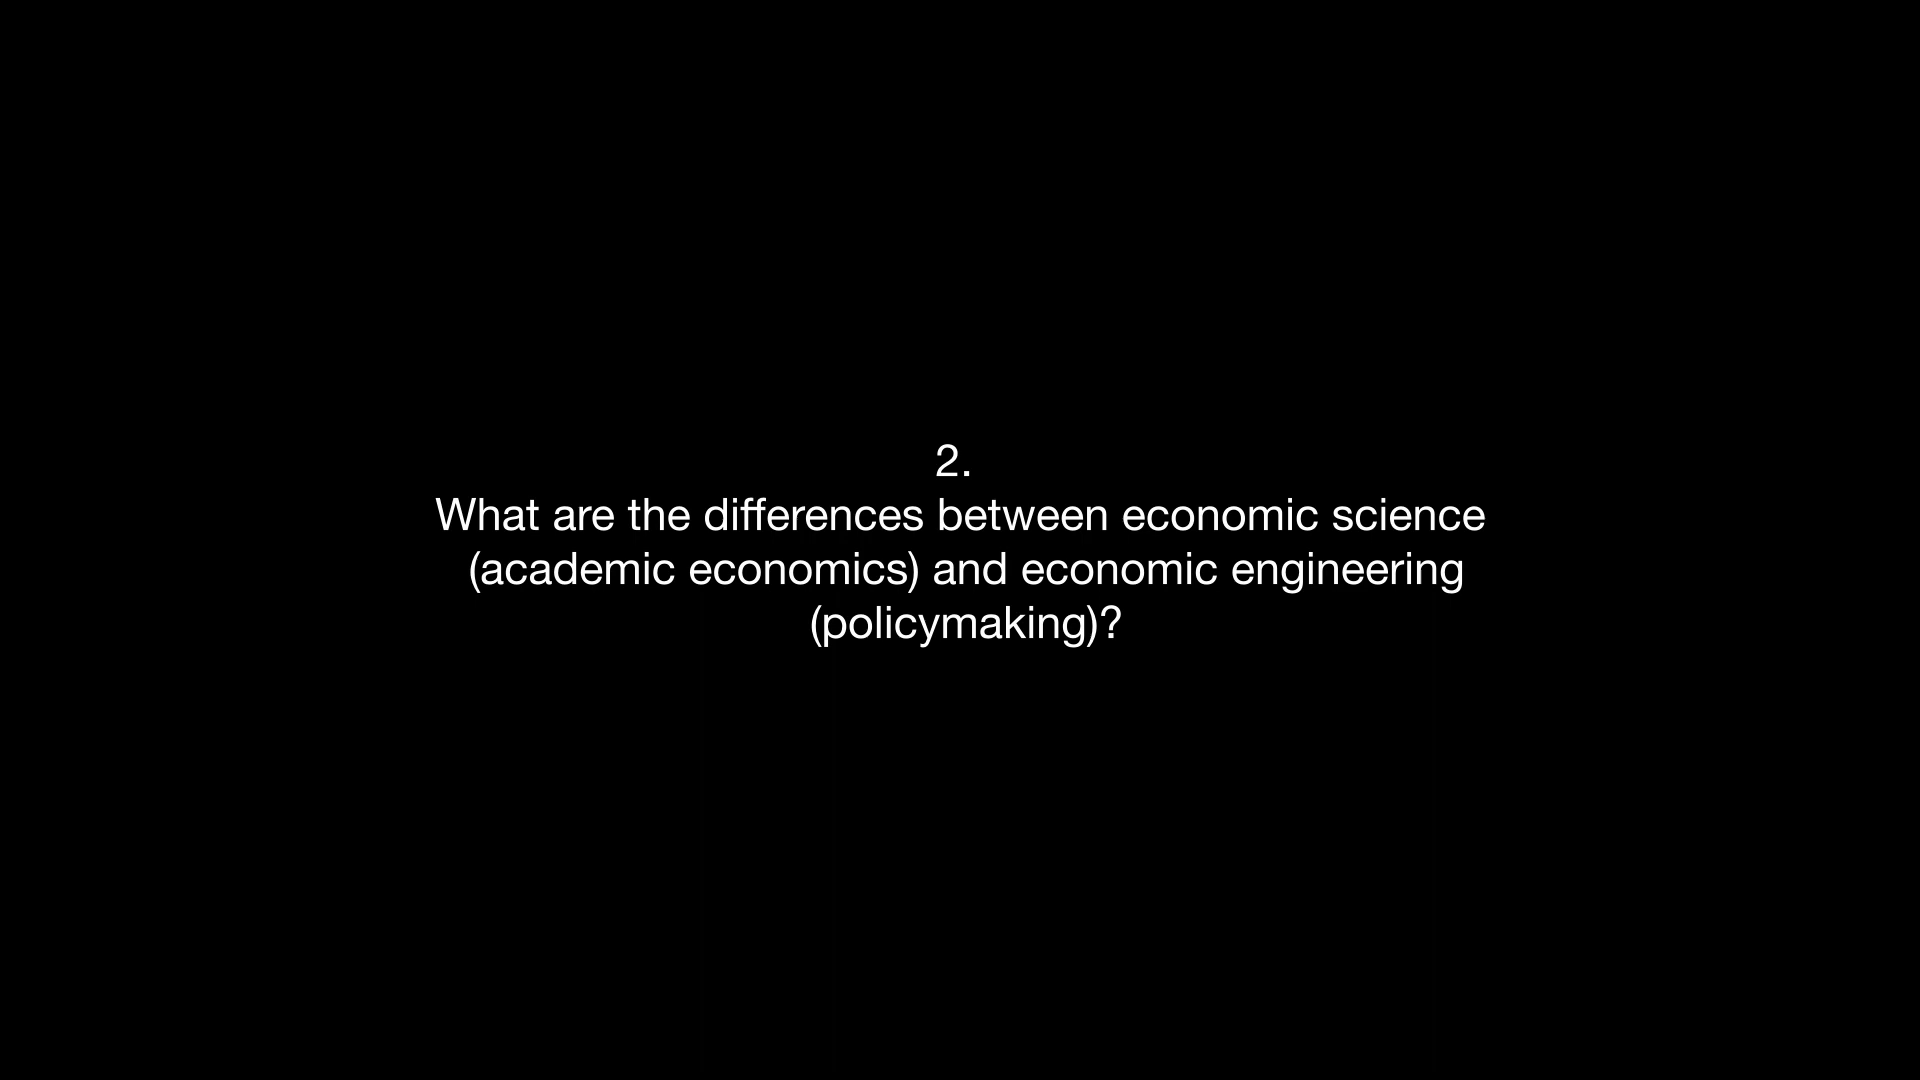 2.
What are the differences between economic science
(academic economics) and economic engineering
(policymaking)?